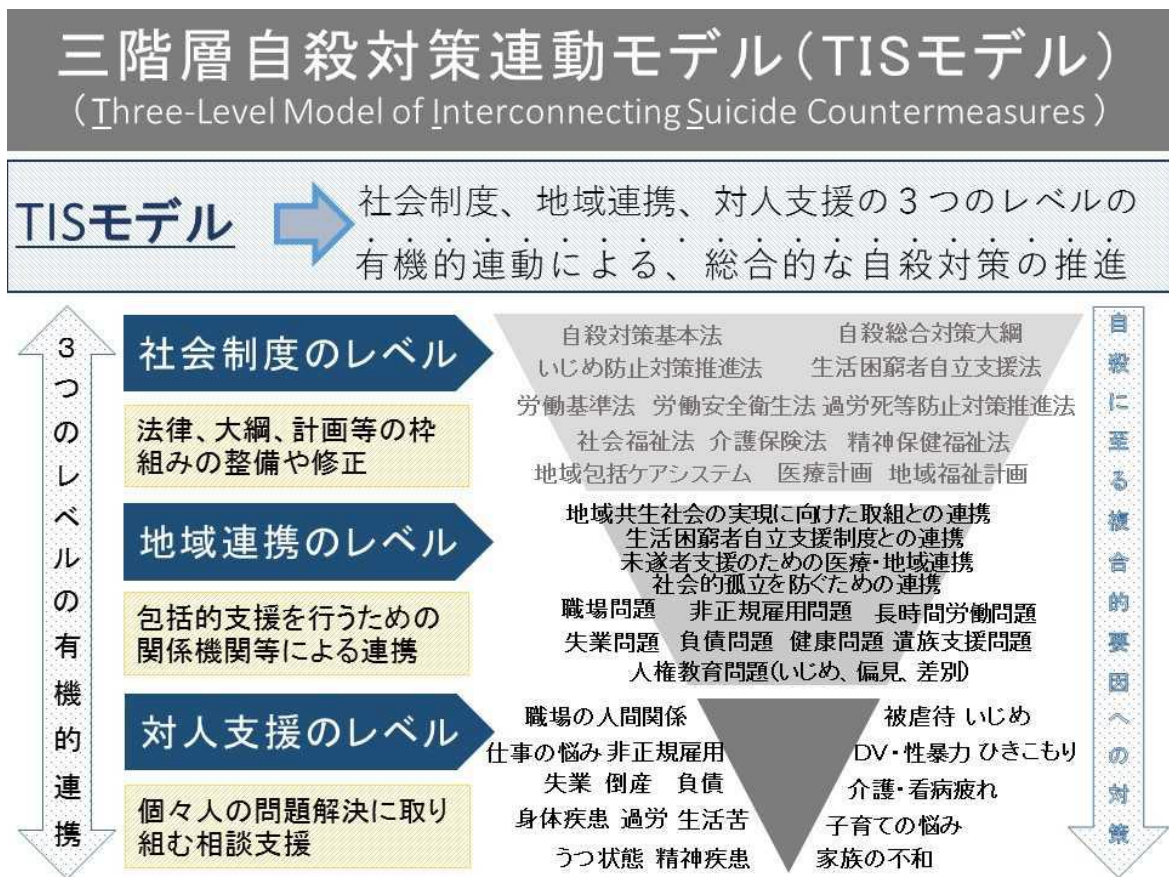 三階層自殺対策連動モデル(TISモデル)
(Three-Level Model of Interconnecting Suicide Countermeasures)
TISモデル
社会制度、地域連携、対人支援の3つのレベルの
有機的連動による、総合的な自殺対策の推進
3つのレベルの有機的連携
社会制度のレベル
法律、大綱、計画等の枠
組みの整備や修正
自殺対策基本法 自殺総合対策大綱
いじめ防止対策推進法 生活困窮者自立支援法
労働基準法 労働安全衛生法 過労死等防止対策推進法
社会福祉法 介護保険法 精神保健福祉法
地域包括ケアシステム 医療計画 地域福祉計画
地域連携のレベル
包括的支援を行うための
関係機関等による連携
地域共生社会の実現に向けた取組との連携
生活困窮者自立支援制度との連携
未遂者支援のための医療・地域連携
社会的孤立を防ぐための連携
職場問題 非正規雇用問題 長時間労働問題
失業問題 負債問題 健康問題 遺族支援問題
人権教育問題(いじめ、偏見、差別)
対人支援のレベル
個々人の問題解決に取り
組む相談支援
職場の人間関係 被虐待 いじめ
仕事の悩み 非正規雇用 DV・性暴力 ひきこもり
失業 倒産 負債 介護・看病疲れ
身体疾患 過労 生活苦 子育ての悩み
うつ状態 精神疾患 家族の不和
自殺に至る複合的要因への対策